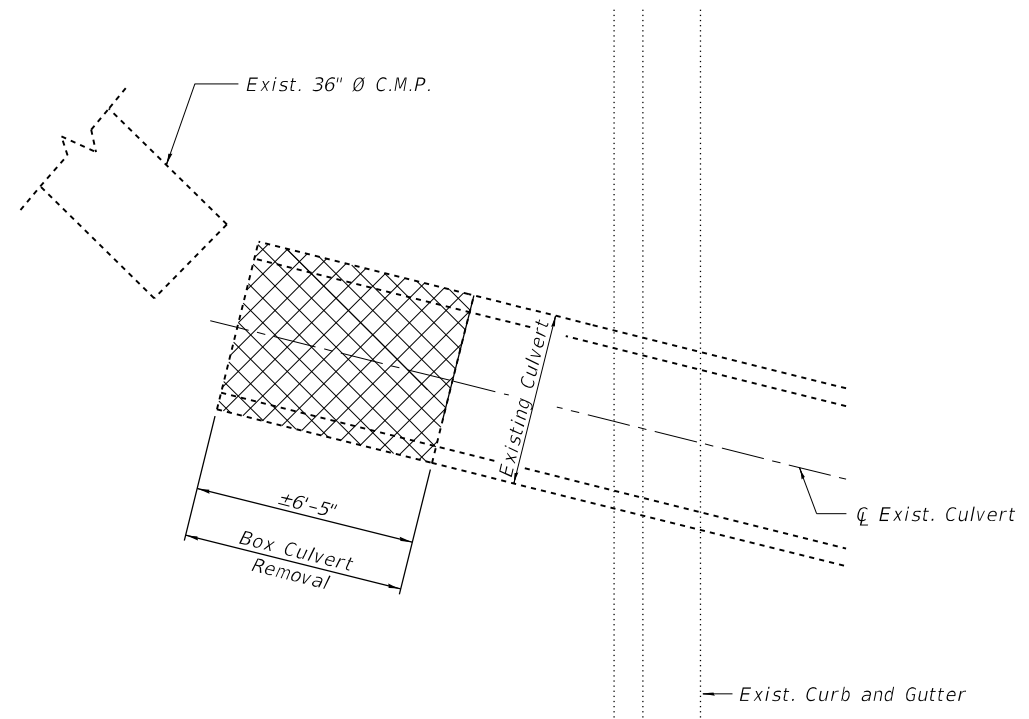 Exist. 36" Ø C.M.P.
Existing Culvert
±6'-5"
Box Culvert
Removal
℄ Exist. Culvert
Exist. Curb and Gutter